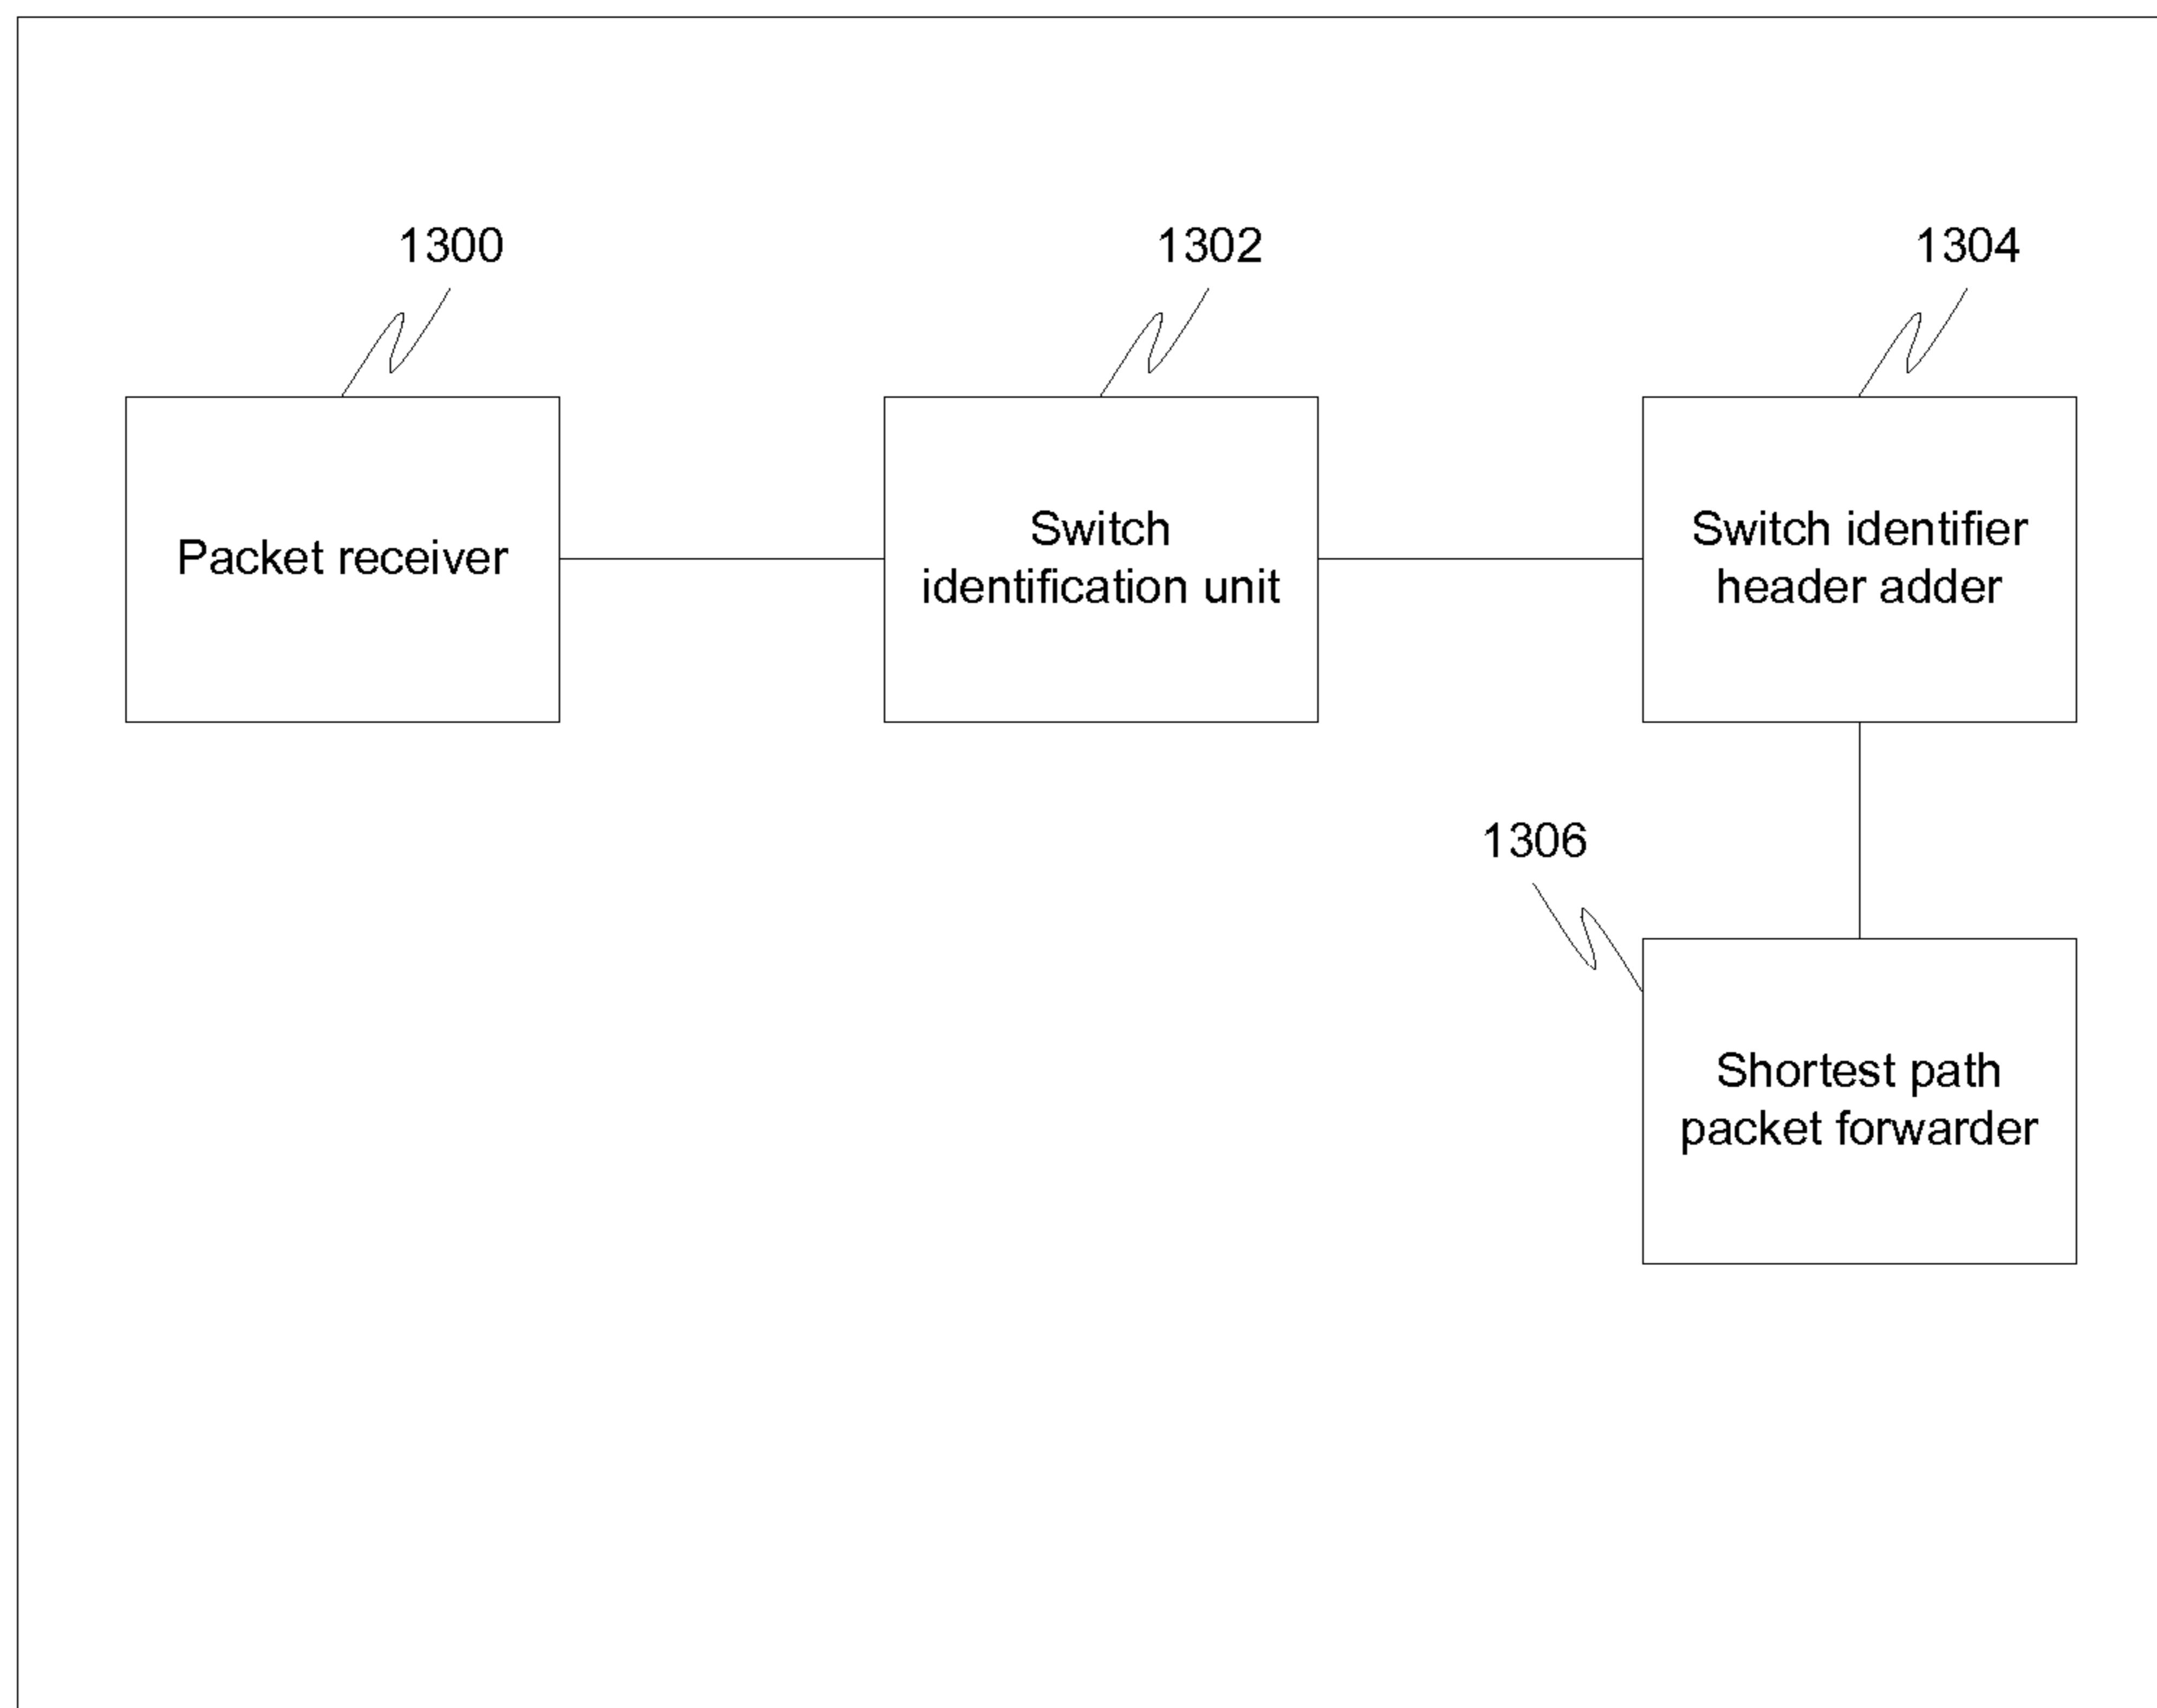 1300
1302
1304
Packet receiver
Switch
identification unit
Switch identifier
header adder
1306
Shortest path
packet forwarder